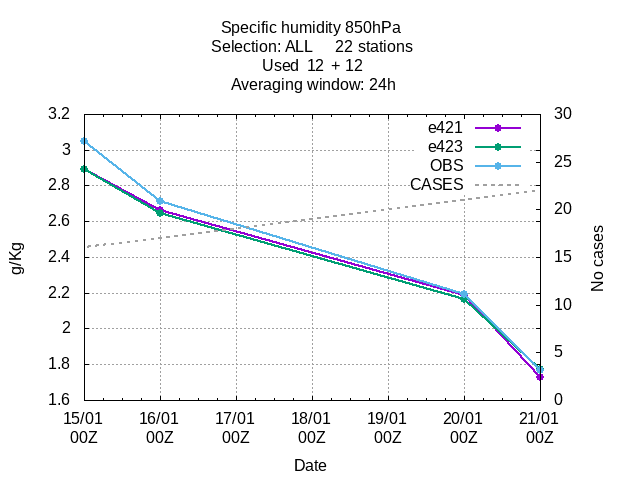 Specific humidity 850hPa
Selection: ALL 22 stations
Used 12 + 12
Averaging window: 24h
e421
e423
OBS
CASES
3.2
3
2.8
2.6
2.4
2.2
2
1.8
1.6
g/Kg
30
25
20
15
10
5
0
No cases
15/01 16/01 17/01 18/01 19/01 20/01 21/01
00Z 00Z 00Z 00Z 00Z 00Z 00Z
Date